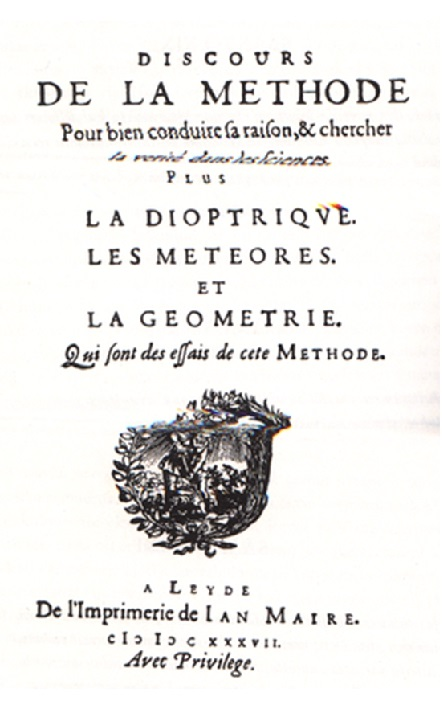 DISCOURS
DE LA METHODE
Pour bien conduire sa raison, & chercher
la verité dans les sciences.
PLUS
LA DIOPTRIQVE.
LES METEORES.
ET
LA GEOMETRIE.
Qui sont des essais de cete METHODE.
A LEYDE
De l'Imprimerie de IAN MAIRE.
cIↃ IↃ c xxxvii.
Avec Privilege.